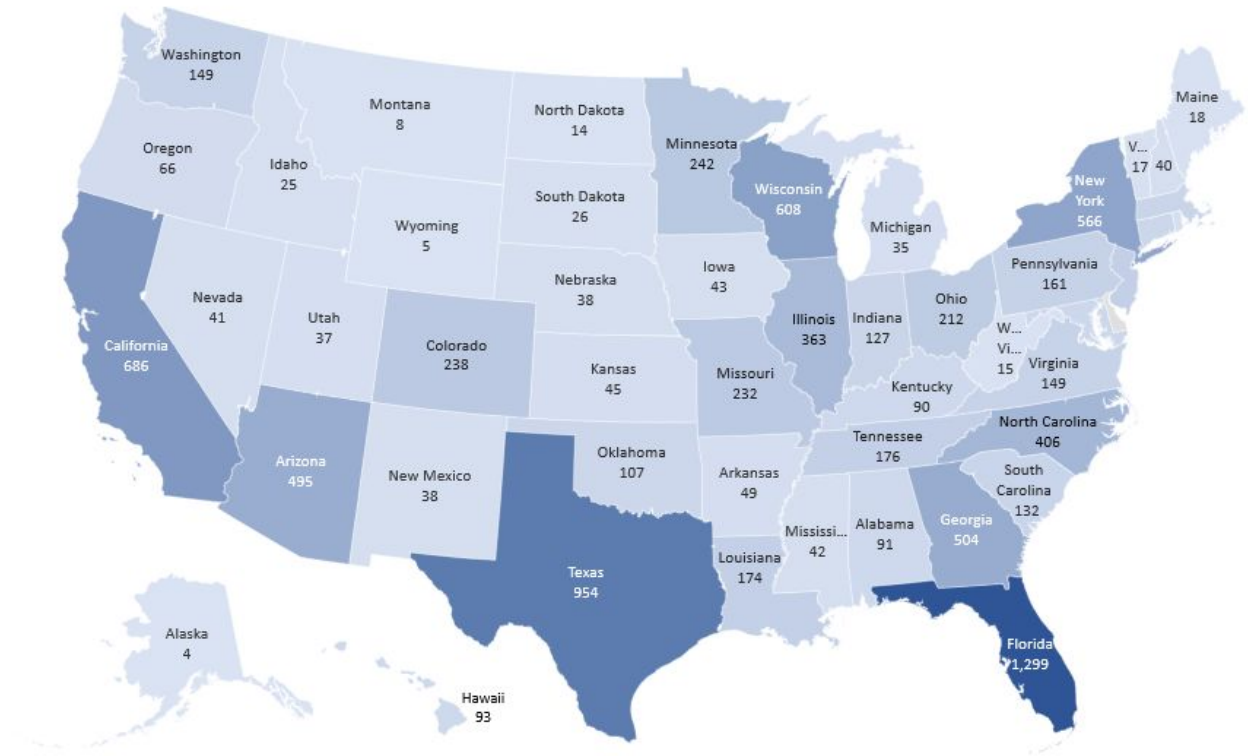 Washington
149
Montana
8
North Dakota
14
Minnesota
242
Maine
18
Oregon
66
Idaho
25
South Dakota
26
Wisconsin
608
V...
17
40
New
York
566
Wyoming
5
Michigan
35
Iowa
43
Pennsylvania
161
Nebraska
38
Nevada
41
Utah
37
Ohio
212
Illinois
363
Indiana
127
California
686
Colorado
238
W...
Vi...
15
Kansas
45
Missouri
232
Virginia
149
Kentucky
90
North Carolina
406
Tennessee
176
Arizona
495
New Mexico
38
Oklahoma
107
Arkansas
49
South
Carolina
132
Mississi...
42
Alabama
91
Georgia
504
Louisiana
174
Texas
954
Alaska
4
Florida
1,299
Hawaii
93